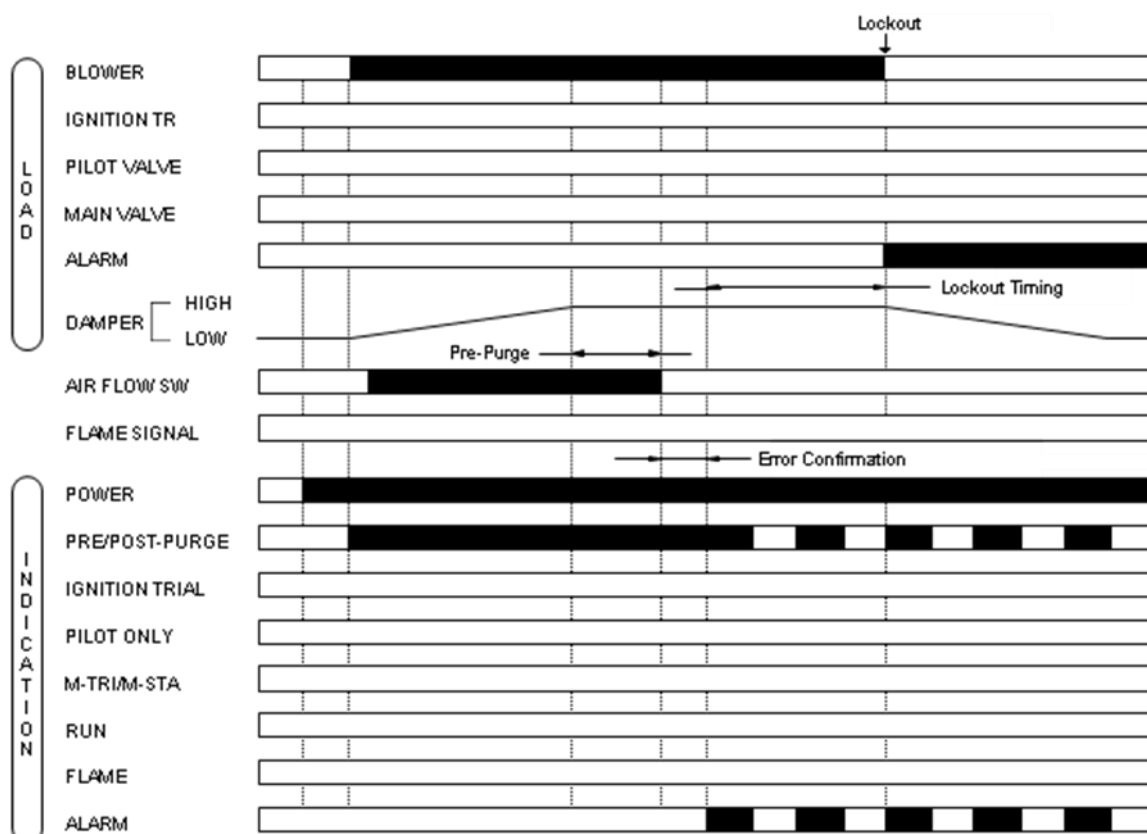 Lockout
LOAD
BLOWER
IGNITION TR
PILOT VALVE
MAIN VALVE
ALARM
Lockout Timing
DAMPER
HIGH
LOW
Pre-Purge
AIR FLOW SW
FLAME SIGNAL
Error Confirmation
INDICATION
POWER
PRE/POST-PURGE
IGNITION TRIAL
PILOT ONLY
M-TRI/M-STA
RUN
FLAME
ALARM